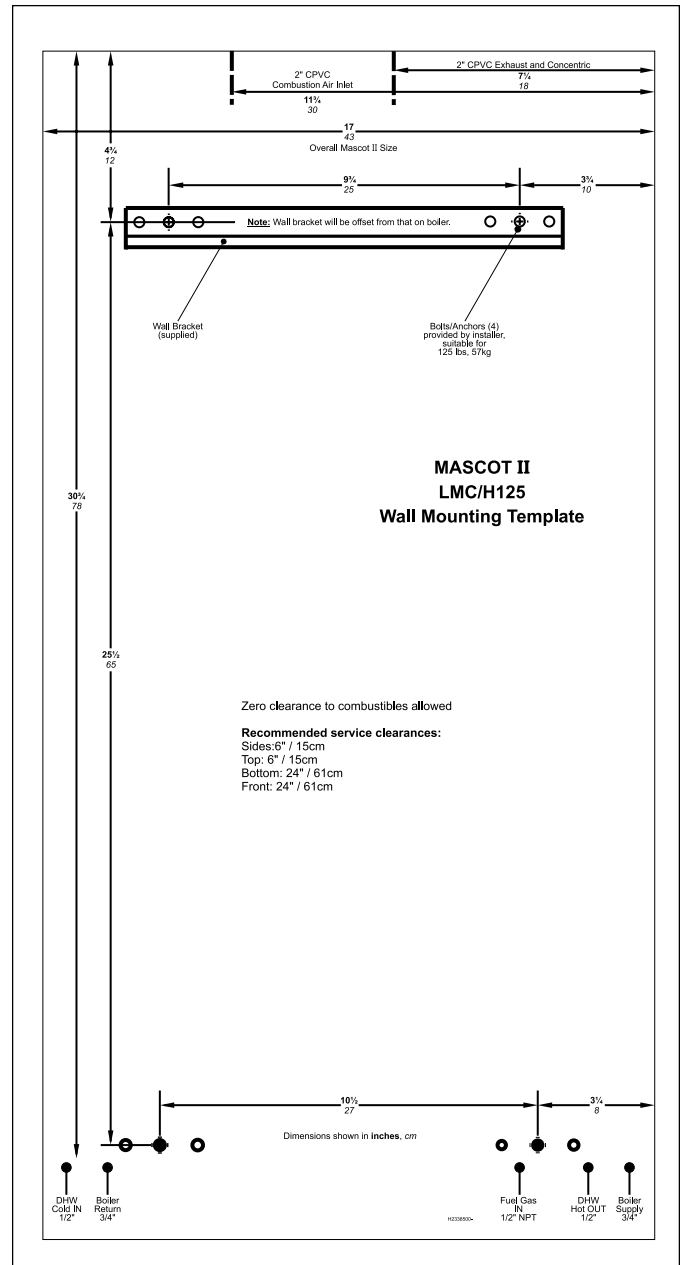 2" CPVC Exhaust and Concentric
7¼
18
2" CPVC
Combustion Air Inlet
11¾
30
17
43
Overall Mascot II Size
4¾
12
9¾
25
3¾
10
Note: Wall bracket will be offset from that on boiler.
Wall Bracket
(supplied)
Bolts/Anchors (4)
provided by installer,
suitable for
125 lbs, 57kg
MASCOT II
LMC/H125
Wall Mounting Template
30¾
78
25½
65
Zero clearance to combustibles allowed
Recommended service clearances:
Sides:6" / 15cm
Top: 6" / 15cm
Bottom: 24" / 61cm
Front: 24" / 61cm
10½
27
3¼
8
Dimensions shown in inches, cm
DHW
Cold IN
1/2"
Boiler
Return
3/4"
H2336500-
Fuel Gas
IN
1/2" NPT
DHW
Hot OUT
1/2"
Boiler
Supply
3/4"